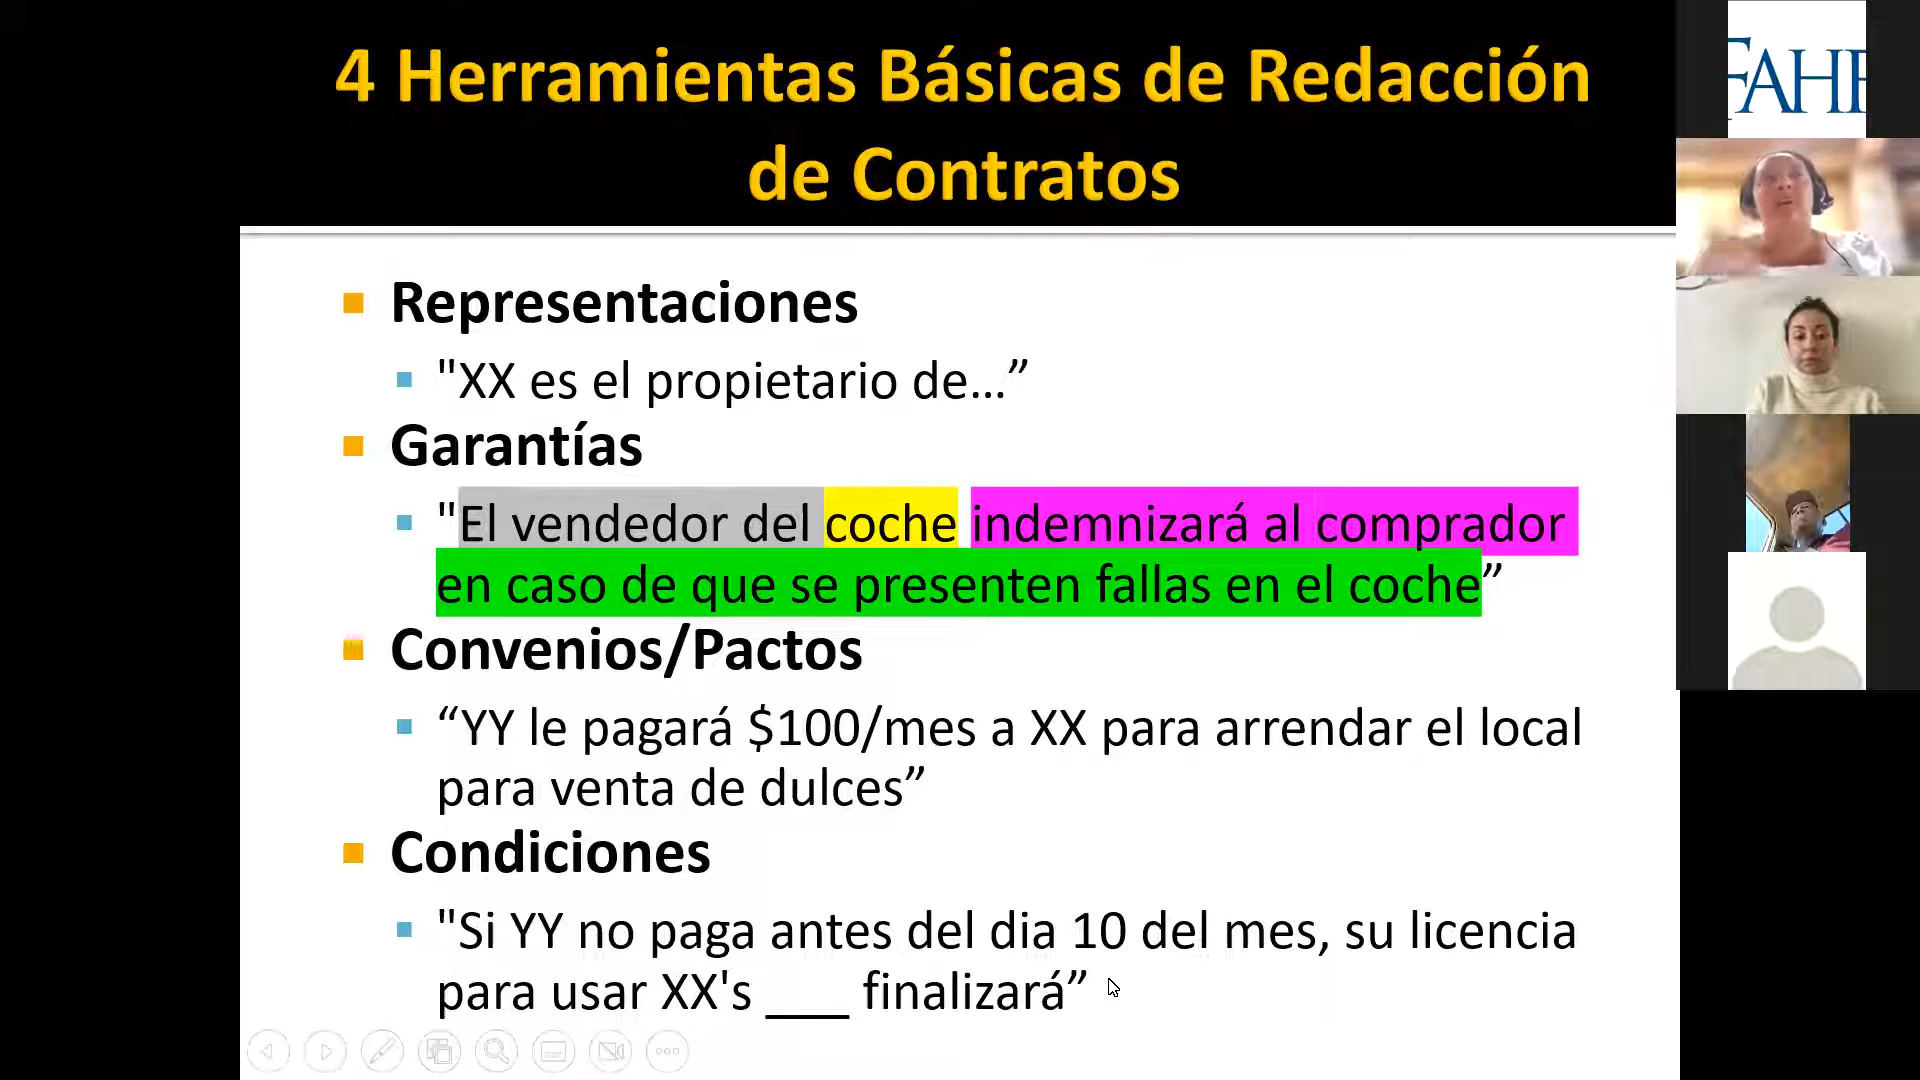 4 Herramientas Básicas de Redacción
de Contratos
FAHE
Representaciones
"XX es el propietario de...”
Garantías
"El vendedor del coche indemnizará al comprador
en caso de que se presenten fallas en el coche”
Convenios/Pactos
“YY le pagará $100/mes a XX para arrendar el local
para venta de dulces”
Condiciones
"Si YY no paga antes del dia 10 del mes, su licencia
para usar XX's ___ finalizará”